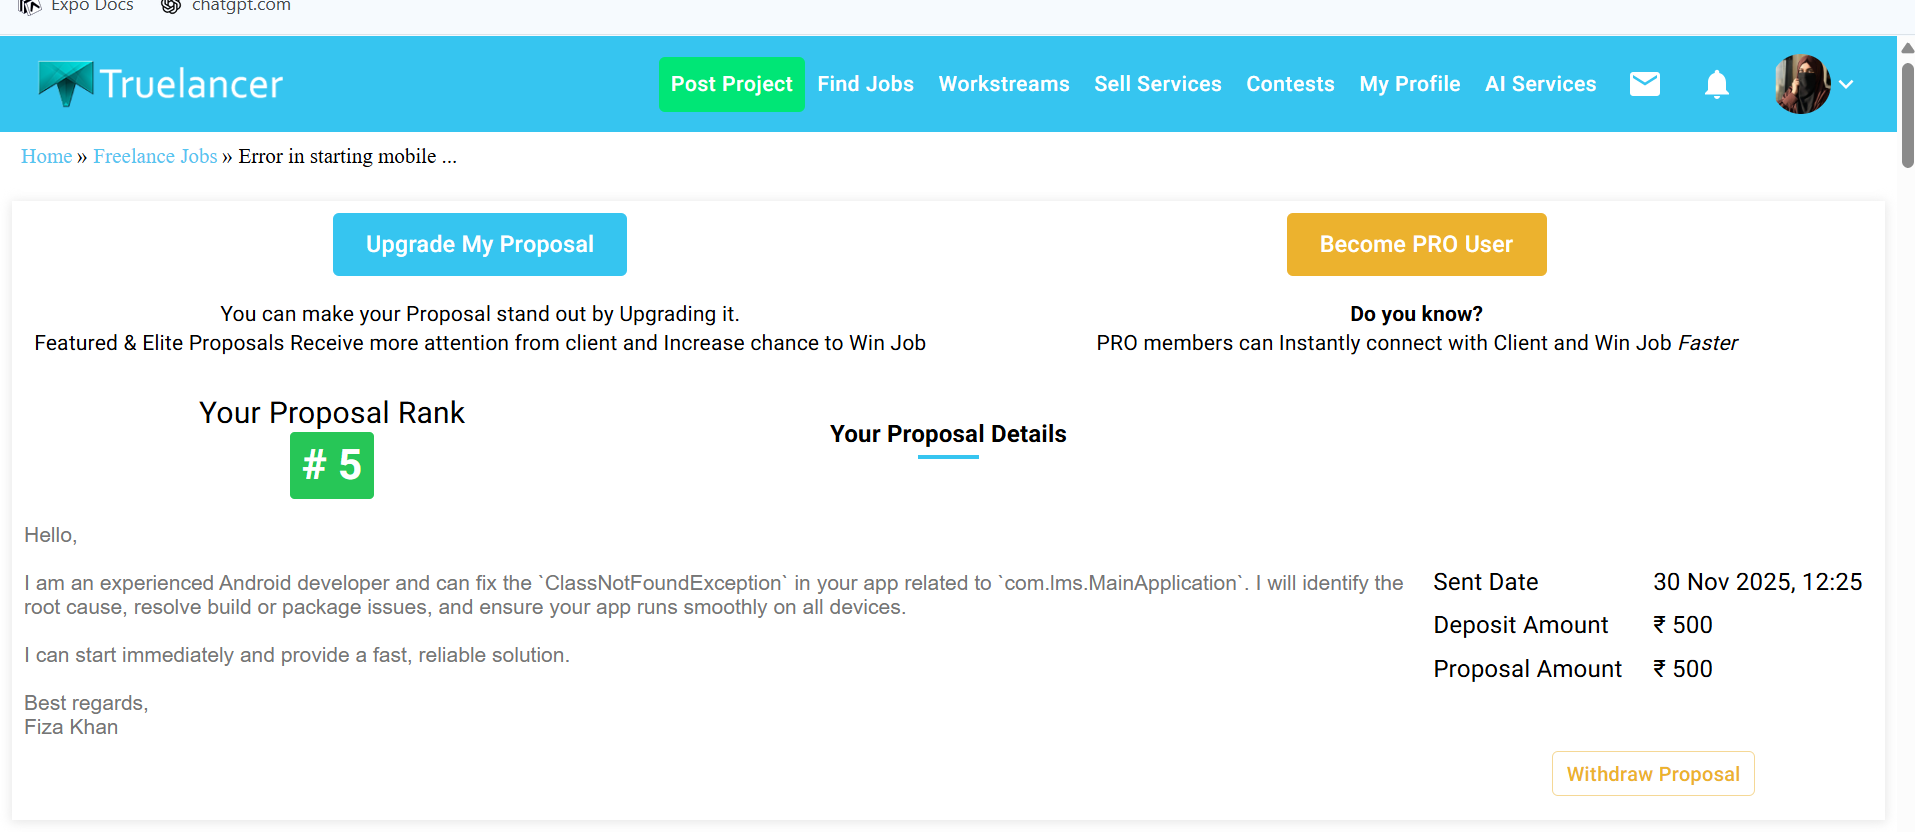 Expo Docs chatgpt.com
Truelancer
Post Project Find Jobs Workstreams Sell Services Contests My Profile AI Services
Home » Freelance Jobs » Error in starting mobile ...
Upgrade My Proposal
You can make your Proposal stand out by Upgrading it.
Featured & Elite Proposals Receive more attention from client and Increase chance to Win Job
Become PRO User
Do you know?
PRO members can Instantly connect with Client and Win Job Faster
Your Proposal Rank
# 5
Your Proposal Details
Hello,
I am an experienced Android developer and can fix the `ClassNotFoundException` in your app related to `com.lms.MainApplication`. I will identify the
root cause, resolve build or package issues, and ensure your app runs smoothly on all devices.
I can start immediately and provide a fast, reliable solution.
Best regards,
Fiza Khan
Sent Date 30 Nov 2025, 12:25
Deposit Amount ₹ 500
Proposal Amount ₹ 500
Withdraw Proposal